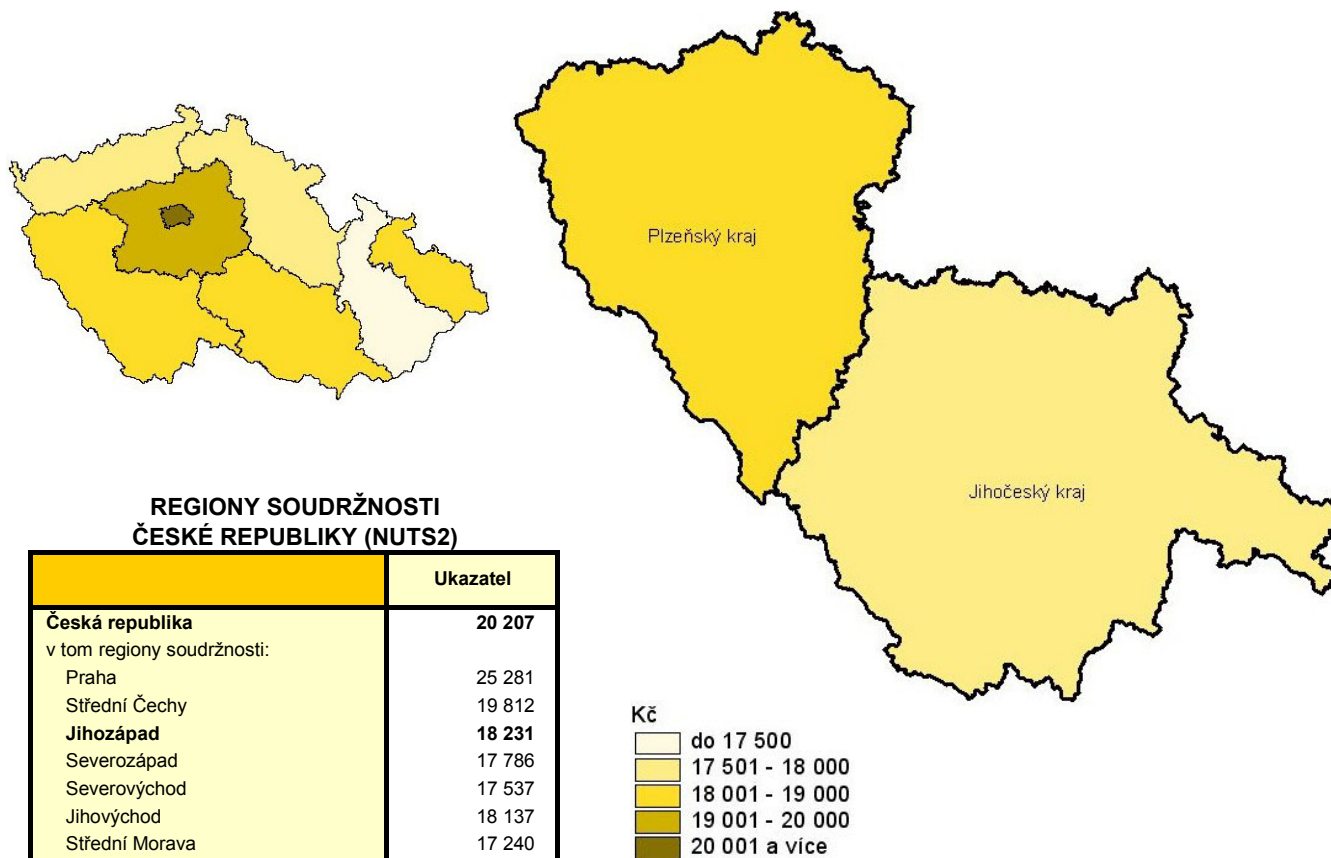 Plzeňský kraj
Jihočeský kraj
REGIONY SOUDRŽNOSTI
ČESKÉ REPUBLIKY (NUTS2)
Ukazatel
Česká republika 20 207
v tom regiony soudržnosti:
Praha 25 281
Střední Čechy 19 812
Jihozápad 18 231
Severozápad 17 786
Severovýchod 17 537
Jihovýchod 18 137
Střední Morava 17 240
Kč
do 17 500
17 501 - 18 000
18 001 - 19 000
19 001 - 20 000
20 001 a více